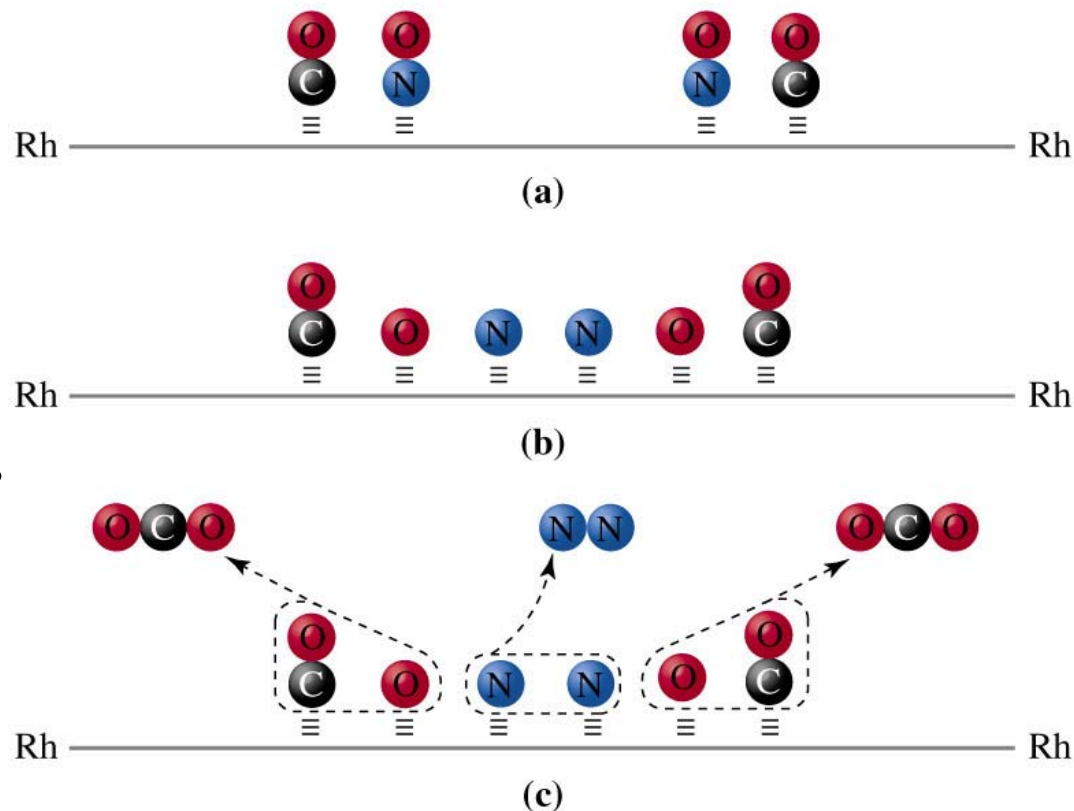 O O O O
C N N C
≡ ≡ ≡ ≡
Rh Rh
(a)
O O
C O N N O C
≡ ≡ ≡ ≡ ≡ ≡
Rh Rh
(b)
O C O N N O C O
O O
C O N N O C
≡ ≡ ≡ ≡ ≡ ≡
Rh Rh
(c)